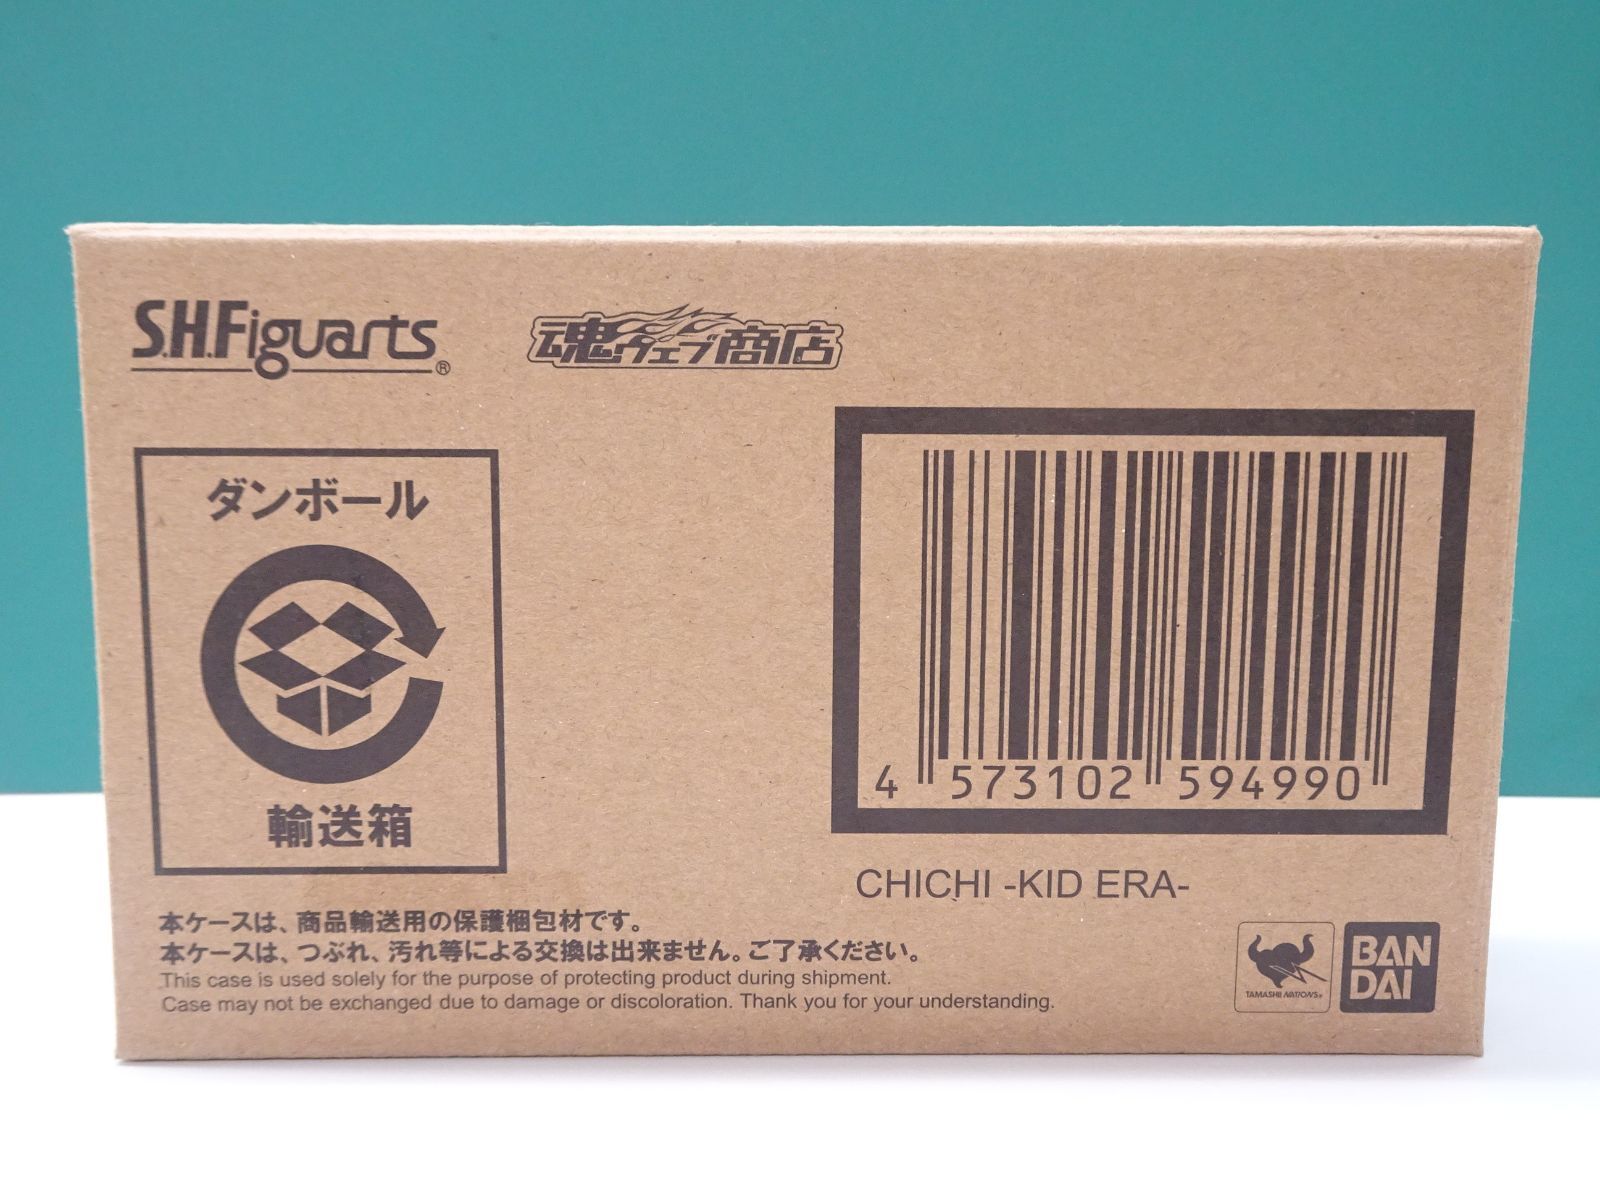 S.H.Figuarts®
魂ウェブ商店
ダンボール
輸送箱
4 573102 594990
CHICHI -KID ERA-
本ケースは、商品輸送用の保護梱包材です。
本ケースは、つぶれ、汚れ等による交換は出来ません。ご了承ください。
This case is used solely for the purpose of protecting product during shipment.
Case may not be exchanged due to damage or discoloration. Thank you for your understanding.
TAMASHII NATIONS®
BAN
DAI